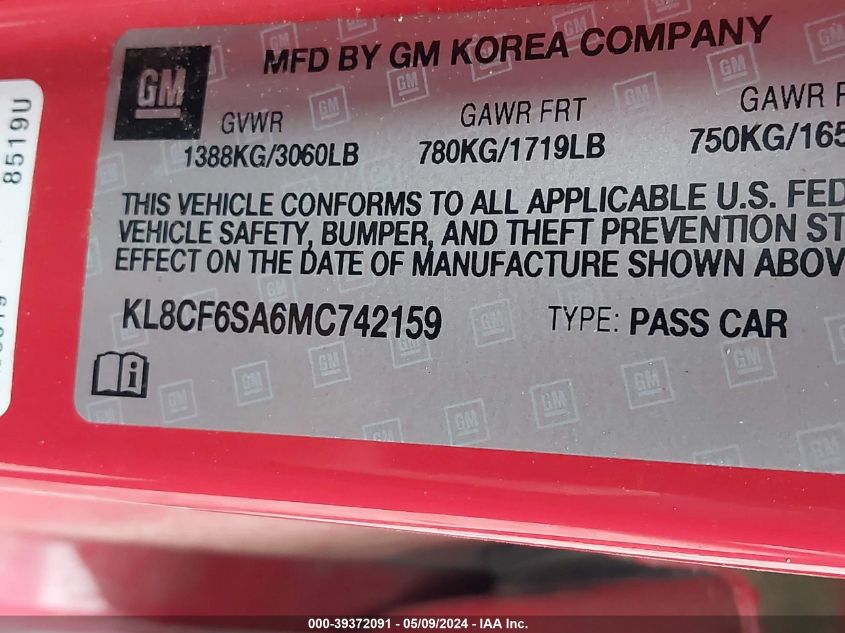 GM
MFD BY GM KOREA COMPANY
GVWR GAWR FRT GAWR
1388KG/3060LB 780KG/1719LB 750KG/165
THIS VEHICLE CONFORMS TO ALL APPLICABLE U.S. FED
VEHICLE SAFETY, BUMPER, AND THEFT PREVENTION ST
EFFECT ON THE DATE OF MANUFACTURE SHOWN ABOV
KL8CF6SA6MC742159 TYPE: PASS CAR
8519U
000-39372091 - 05/09/2024 - IAA Inc.